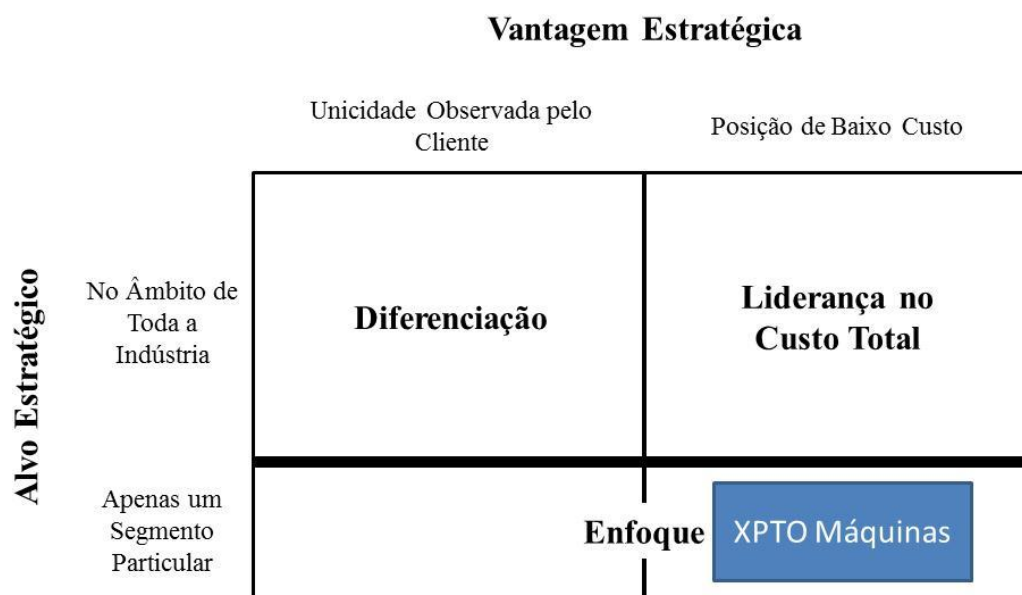 Vantagem Estratégica
Unicidade Observada pelo
Cliente
Posição de Baixo Custo
Alvo Estratégico
No Âmbito de
Toda a
Indústria
Diferenciação
Liderança no
Custo Total
Apenas um
Segmento
Particular
Enfoque
XPTO Máquinas